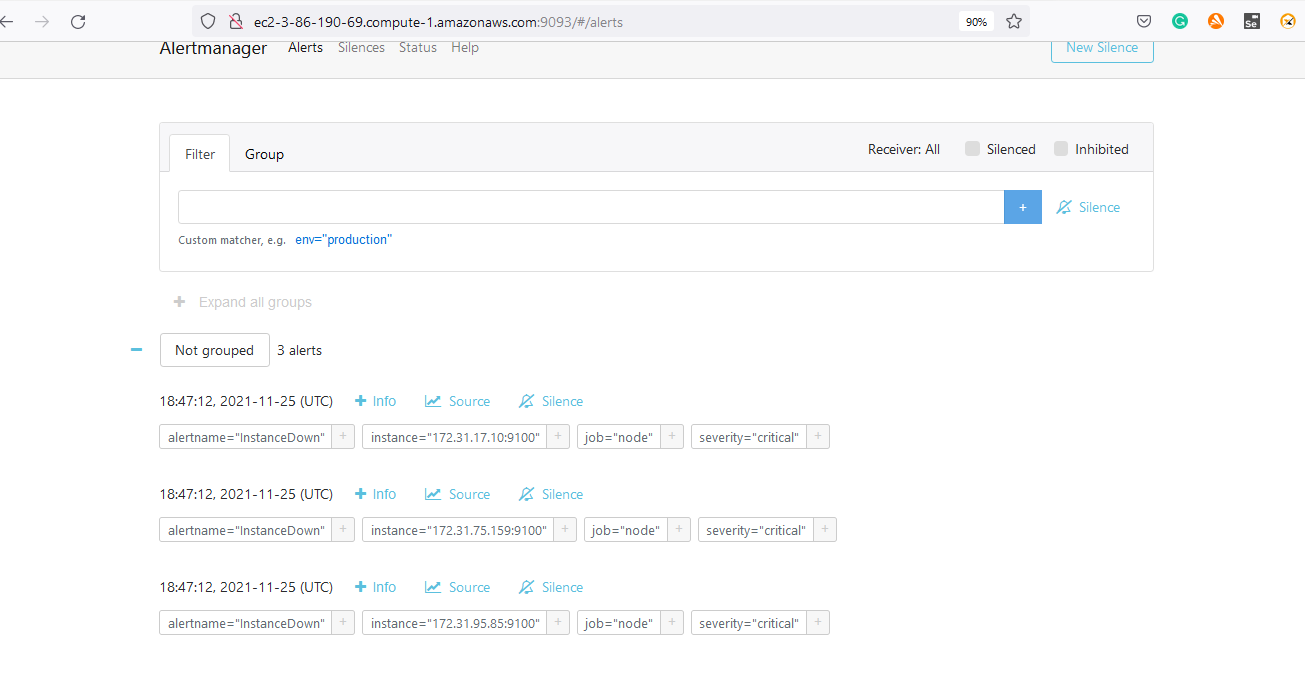 ec2-3-86-190-69.compute-1.amazonaws.com:9093/#/alerts 90% Se
Alertmanager Alerts Silences Status Help New Silence
Filter Group Receiver: All Silenced Inhibited
+ Silence
Custom matcher, e.g. env="production"
+ Expand all groups
- Not grouped 3 alerts
18:47:12, 2021-11-25 (UTC) + Info Source Silence
alertname="InstanceDown" + instance="172.31.17.10:9100" + job="node" + severity="critical" +
18:47:12, 2021-11-25 (UTC) + Info Source Silence
alertname="InstanceDown" + instance="172.31.75.159:9100" + job="node" + severity="critical" +
18:47:12, 2021-11-25 (UTC) + Info Source Silence
alertname="InstanceDown" + instance="172.31.95.85:9100" + job="node" + severity="critical" +